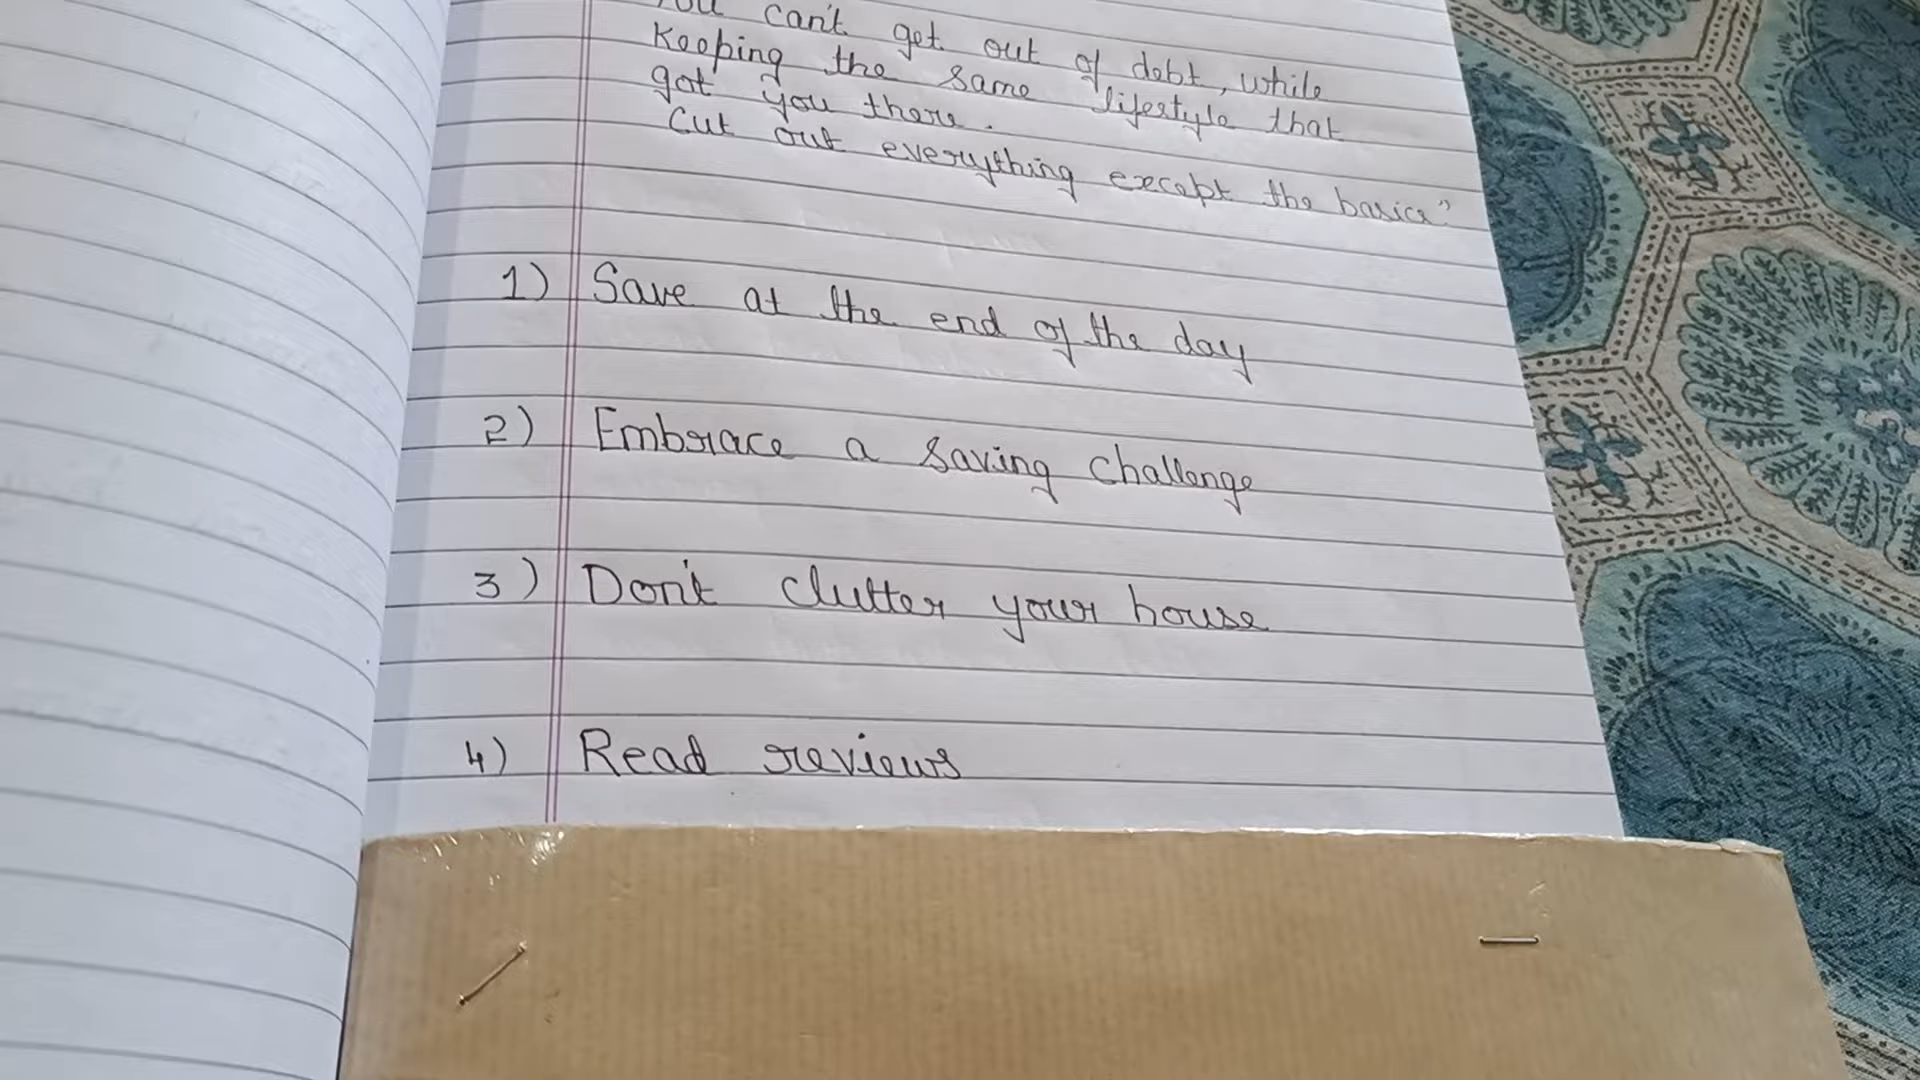 You can't get out of debt, while
keeping the same lifestyle that
got you there.
Cut out everything except the basics"
1) Save at the end of the day
2) Embrace a saving challenge
3) Don't clutter your house
4) Read reviews